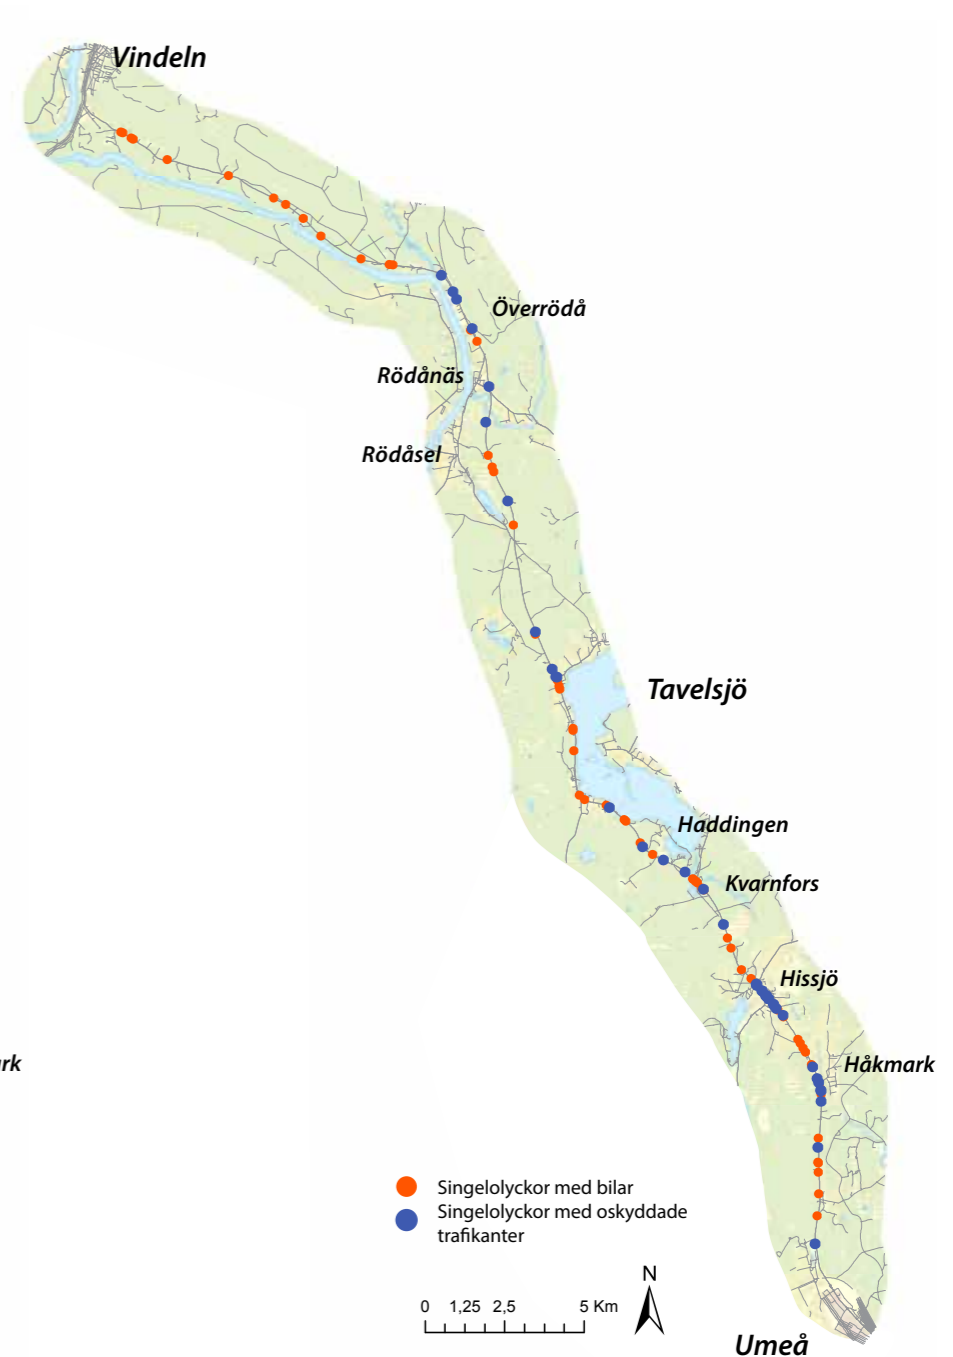 Vindeln
Överrödå
Rödånäs
Rödåsel
Tavelsjö
Haddingen
Kvarnfors
Hissjö
rk
Håkmark
Singelolyckor med bilar
Singelolyckor med oskyddade
trafikanter
N
0 1,25 2,5 5 Km
Umeå